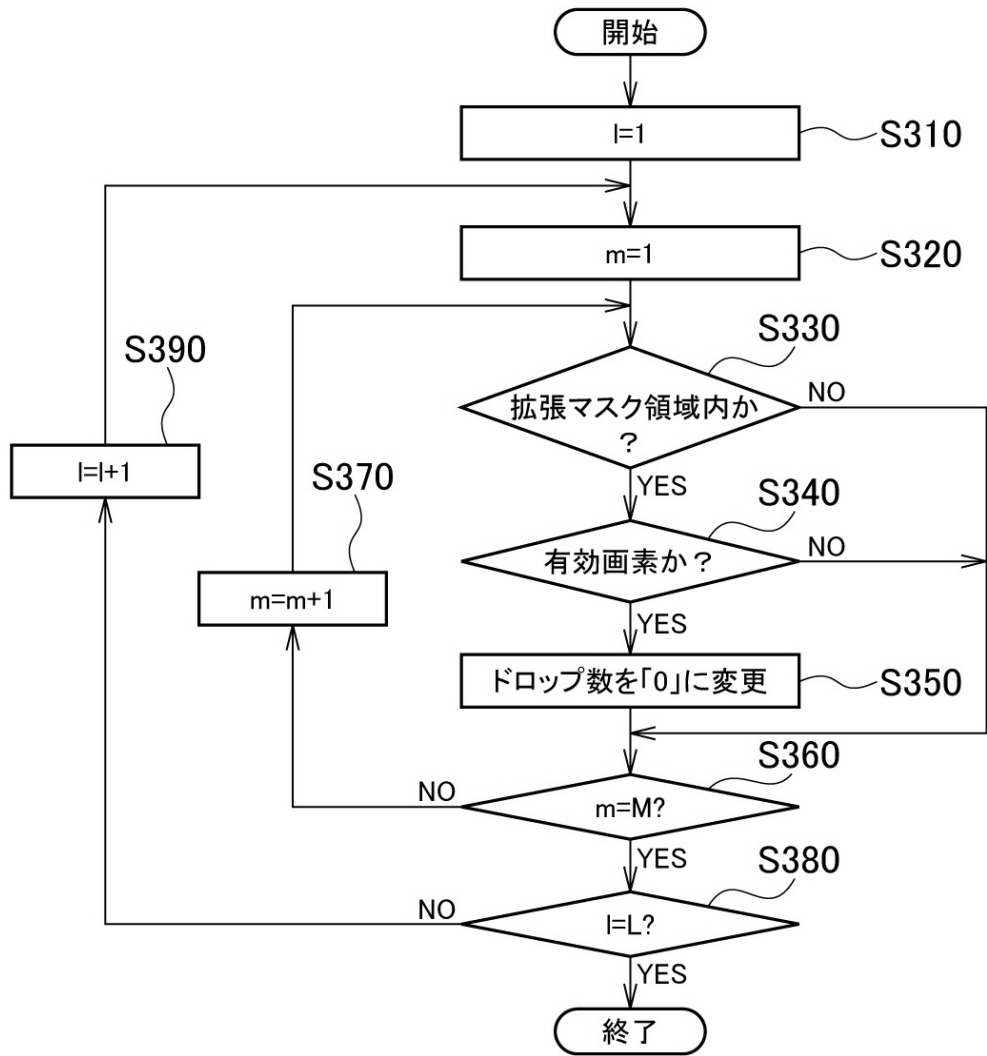 開始
l=1
S310
m=1
S320
S330
拡張マスク領域内か
？
NO
YES
S340
有効画素か？
NO
YES
ドロップ数を「0」に変更
S350
S360
m=M?
NO
YES
S370
m=m+1
S380
l=L?
NO
YES
S390
l=l+1
終了